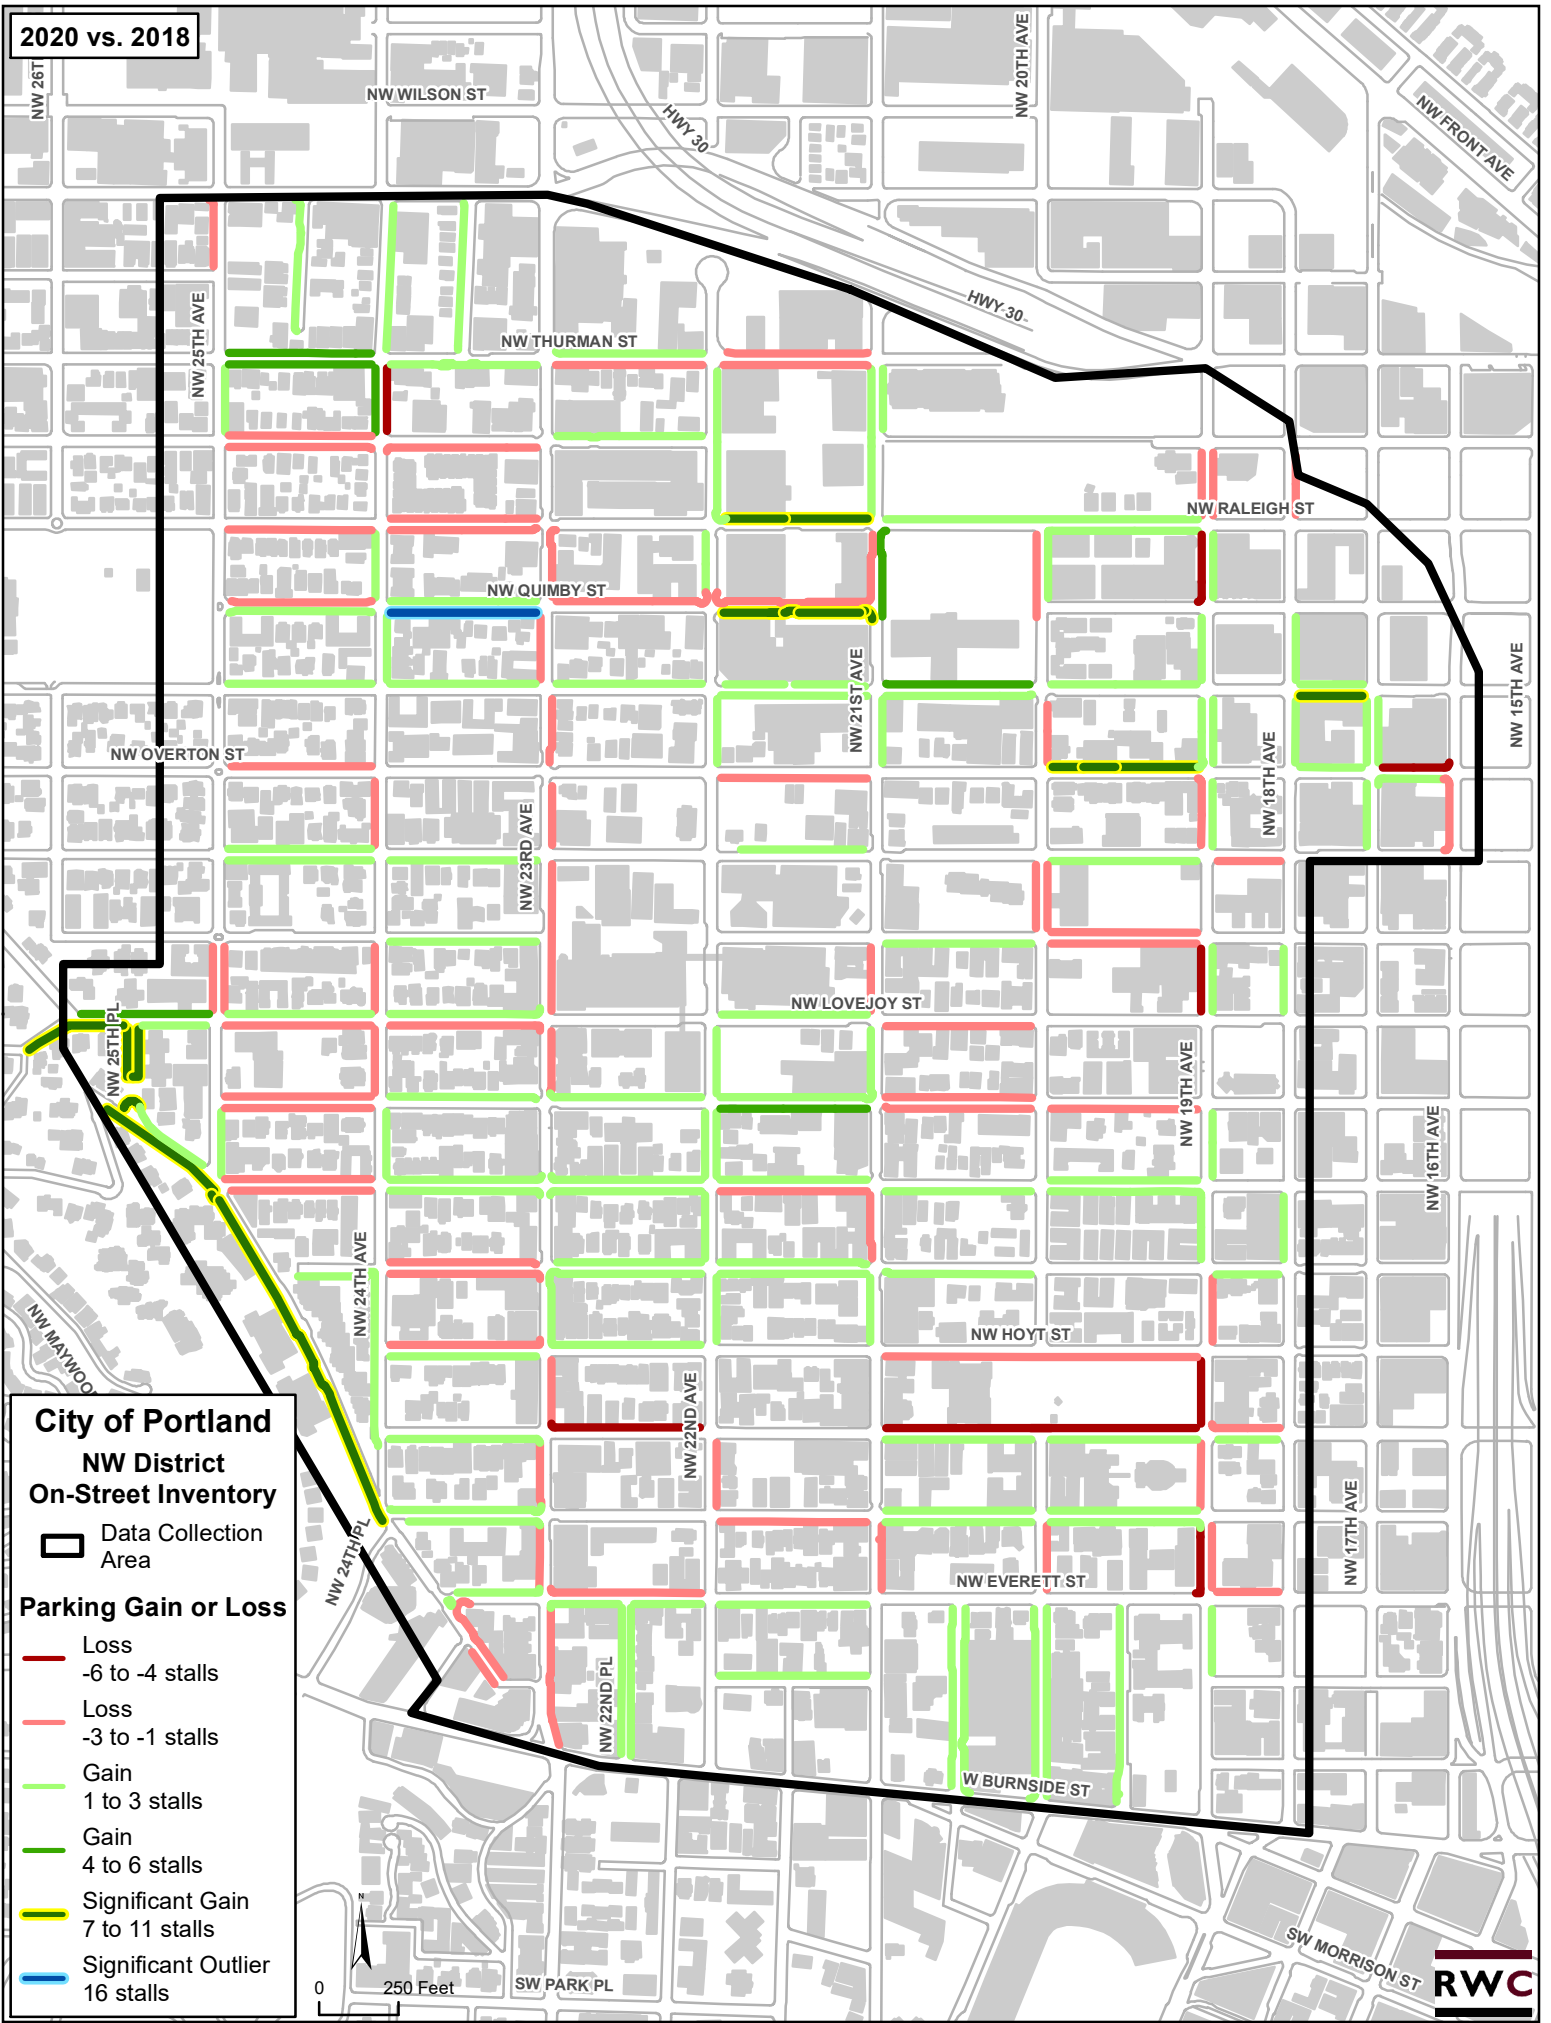 2020 vs. 2018
NW WILSON ST
HWY 30
NW 20TH AVE
NW FRONT AVE
NW 25TH AVE
NW THURMAN ST
HWY 30
NW RALEIGH ST
NW QUIMBY ST
NW 21ST AVE
NW 15TH AVE
NW OVERTON ST
NW 18TH AVE
NW 23RD AVE
NW LOVEJOY ST
NW 25TH PL
NW 19TH AVE
NW 16TH AVE
NW 24TH AVE
NW HOYT ST
NW 22ND AVE
NW 17TH AVE
NW 24TH PL
NW EVERETT ST
NW 22ND PL
W BURNSIDE ST
SW MORRISON ST
SW PARK PL
City of Portland
NW District
On-Street Inventory
Data Collection
Area
Parking Gain or Loss
Loss
-6 to -4 stalls
Loss
-3 to -1 stalls
Gain
1 to 3 stalls
Gain
4 to 6 stalls
Significant Gain
7 to 11 stalls
Significant Outlier
16 stalls
N
0 250 Feet
RWC